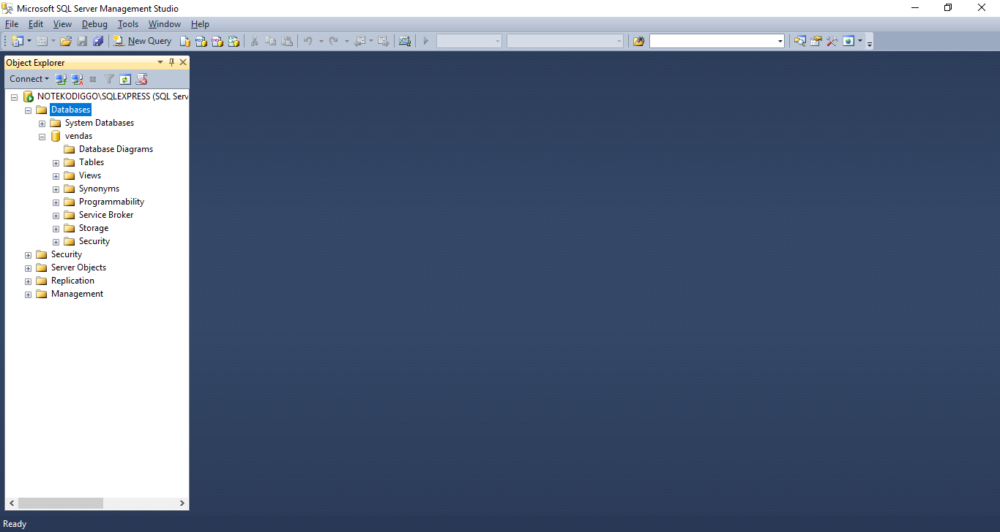 Microsoft SQL Server Management Studio
File Edit View Debug Tools Window Help
New Query
Object Explorer
Connect
NOTEKODIGGO\SQLEXPRESS (SQL Serv
Databases
System Databases
vendas
Database Diagrams
Tables
Views
Synonyms
Programmability
Service Broker
Storage
Security
Security
Server Objects
Replication
Management
Ready